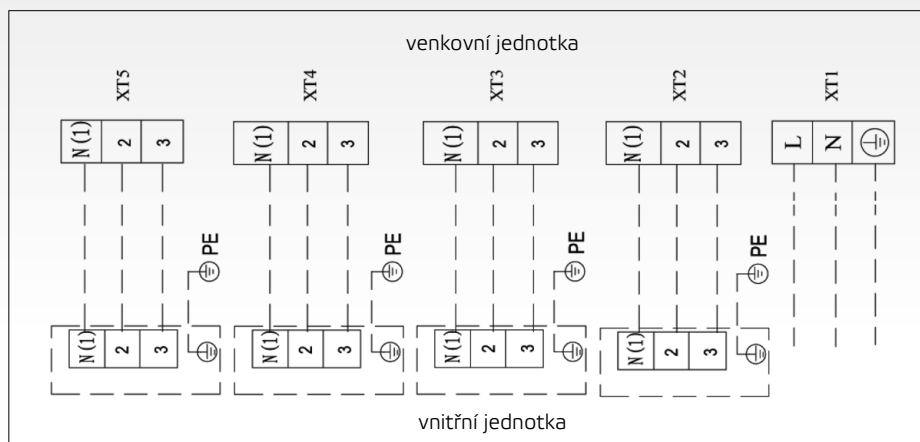 venkovní jednotka
XT5 XT4 XT3 XT2 XT1
N(1) 2 3 N(1) 2 3 N(1) 2 3 N(1) 2 3 L N
PE PE PE PE
N(1) 2 3 N(1) 2 3 N(1) 2 3 N(1) 2 3
vnitřní jednotka